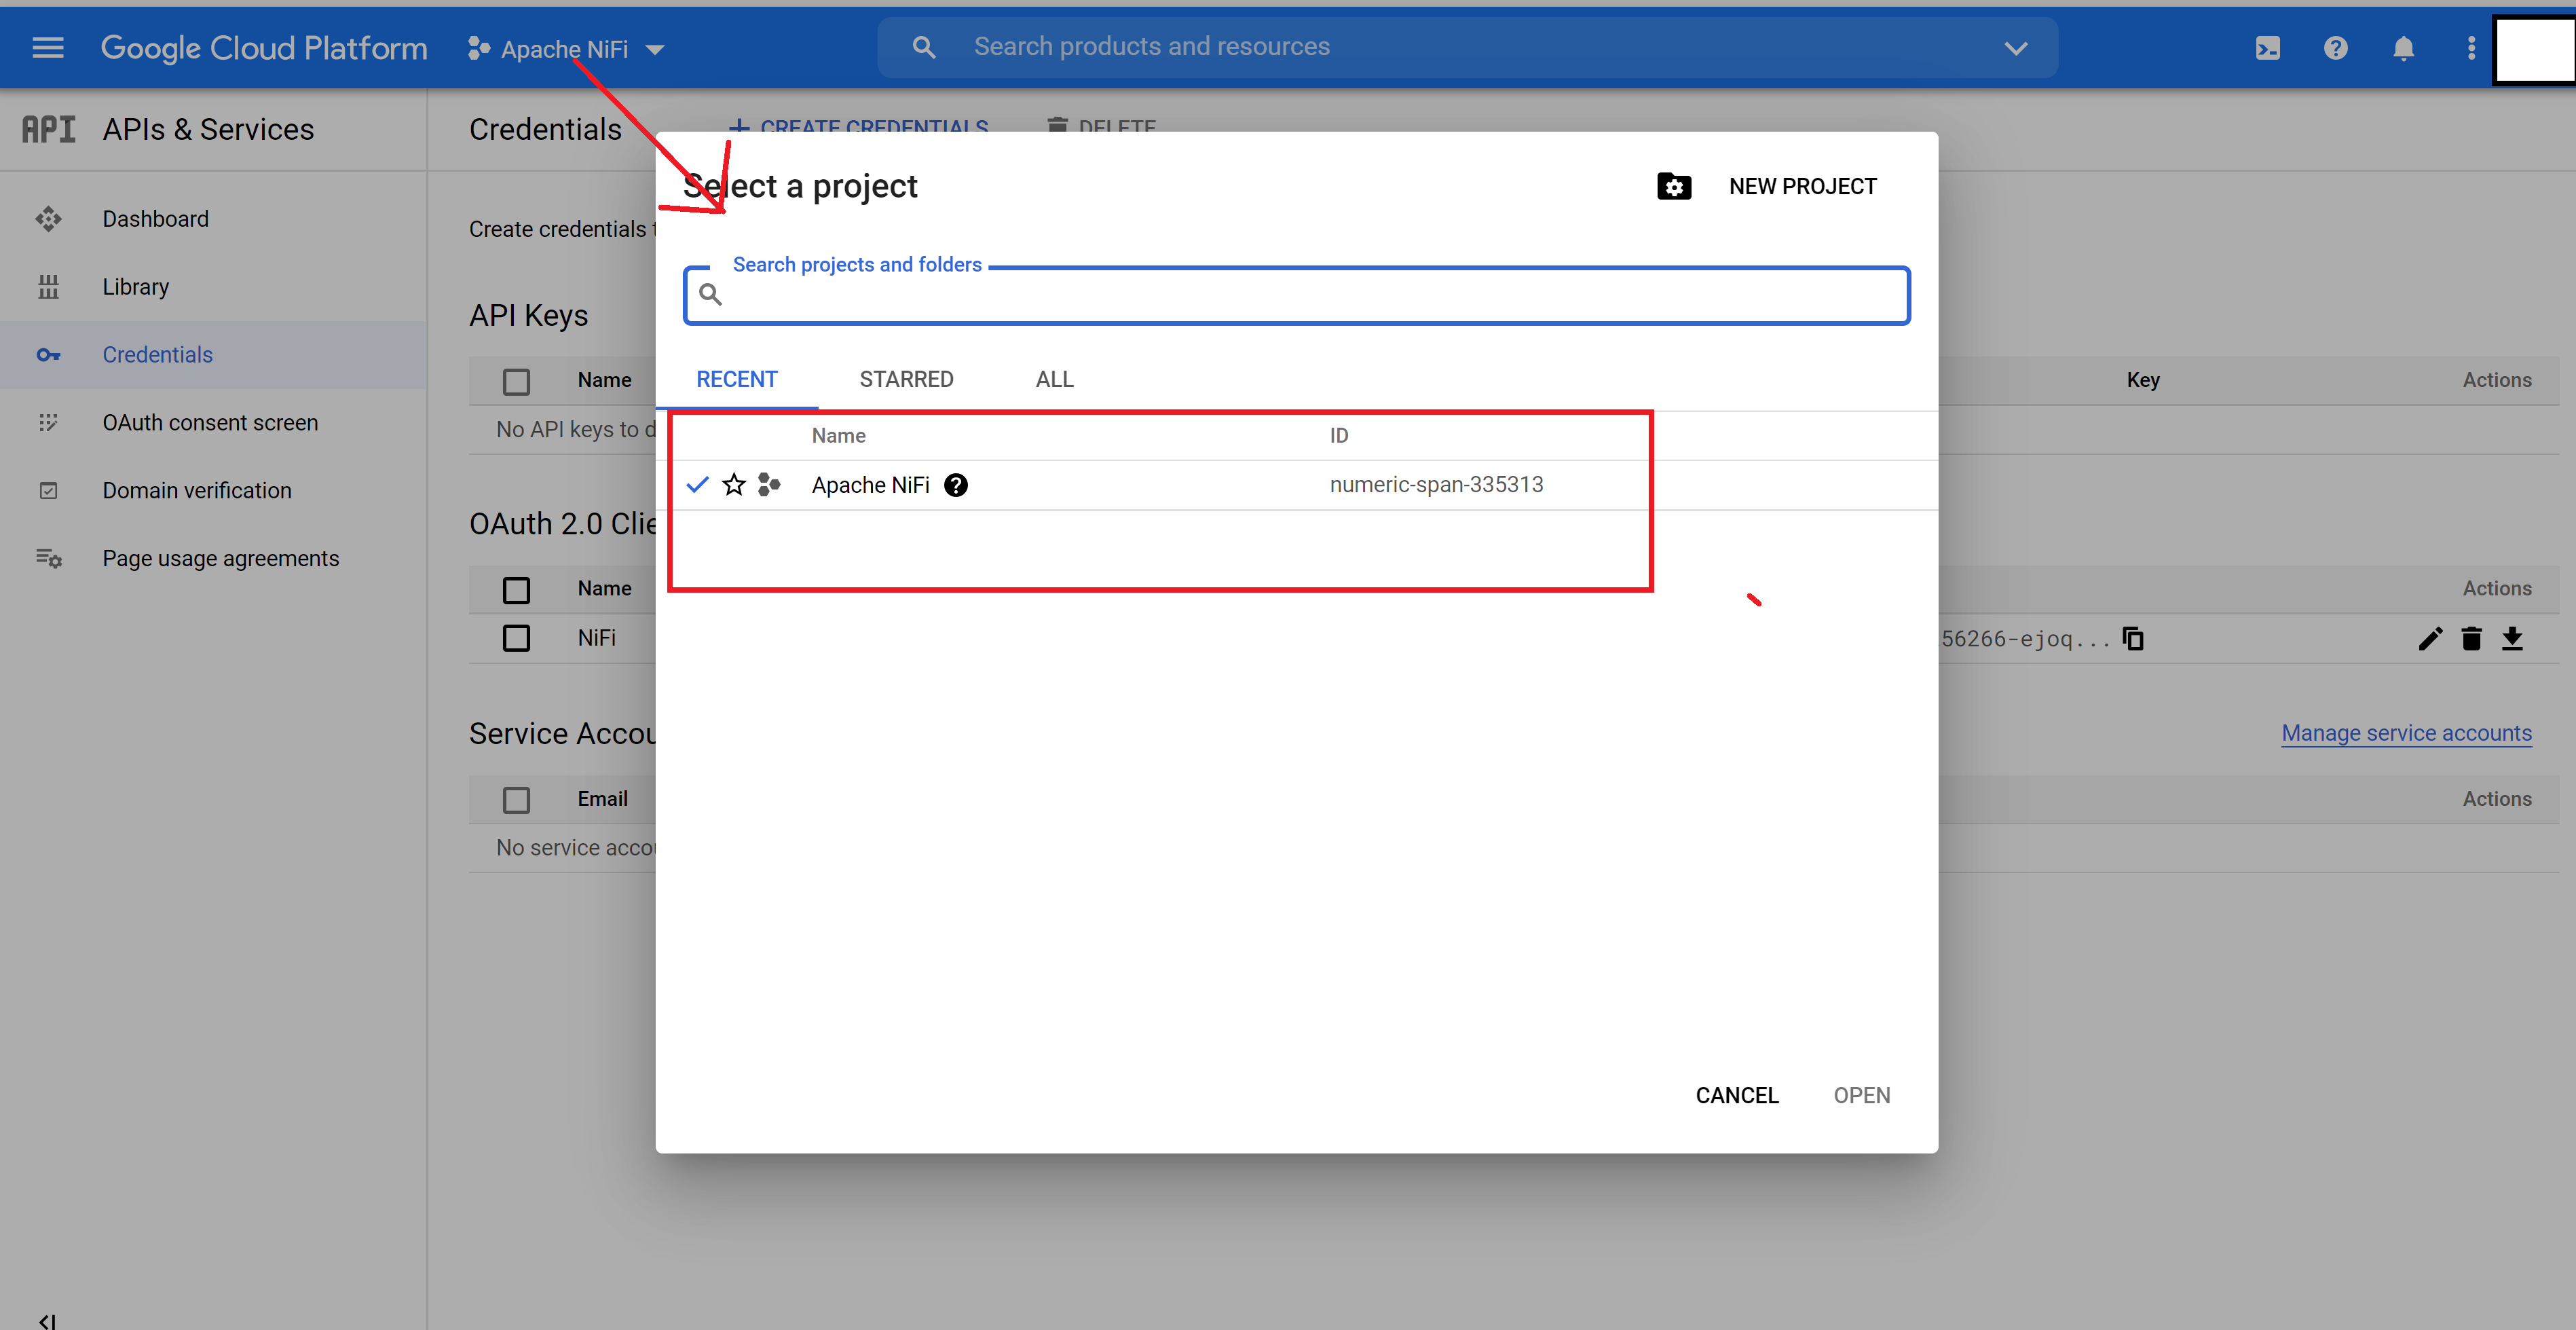 Google Cloud Platform
Apache NiFi
Search products and resources
API
APIs & Services
Dashboard
Library
Credentials
OAuth consent screen
Domain verification
Page usage agreements
Credentials
CREATE CREDENTIALS
DELETE
Create credentials
API Keys
Name
Key
Actions
No API keys to d
OAuth 2.0 Clie
Name
Actions
NiFi
56266-ejoq...
Service Accou
Manage service accounts
Email
Actions
No service accou
Select a project
NEW PROJECT
Search projects and folders
RECENT STARRED ALL
Name ID
Apache NiFi numeric-span-335313
CANCEL OPEN